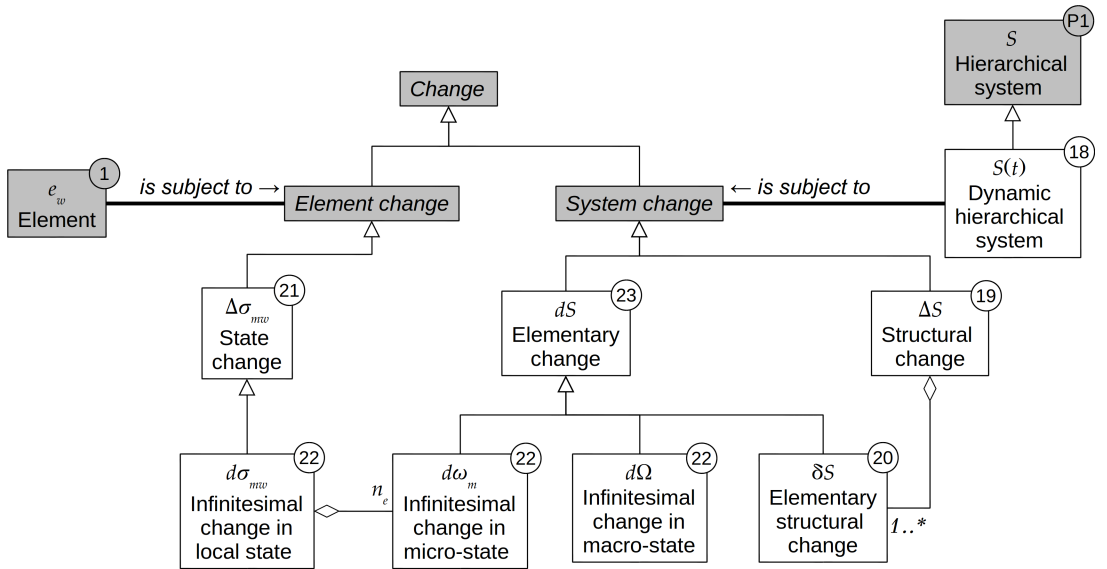 P1
S
Hierarchical
system
Change
18
S(t)
Dynamic
hierarchical
system
1
e_w
Element
is subject to →
Element change
System change
← is subject to
21
Δσ_mw
State
change
23
dS
Elementary
change
19
ΔS
Structural
change
22
dσ_mw
Infinitesimal
change in
local state
n_e
22
dω_m
Infinitesimal
change in
micro-state
22
dΩ
Infinitesimal
change in
macro-state
20
δS
Elementary
structural
change
1..*